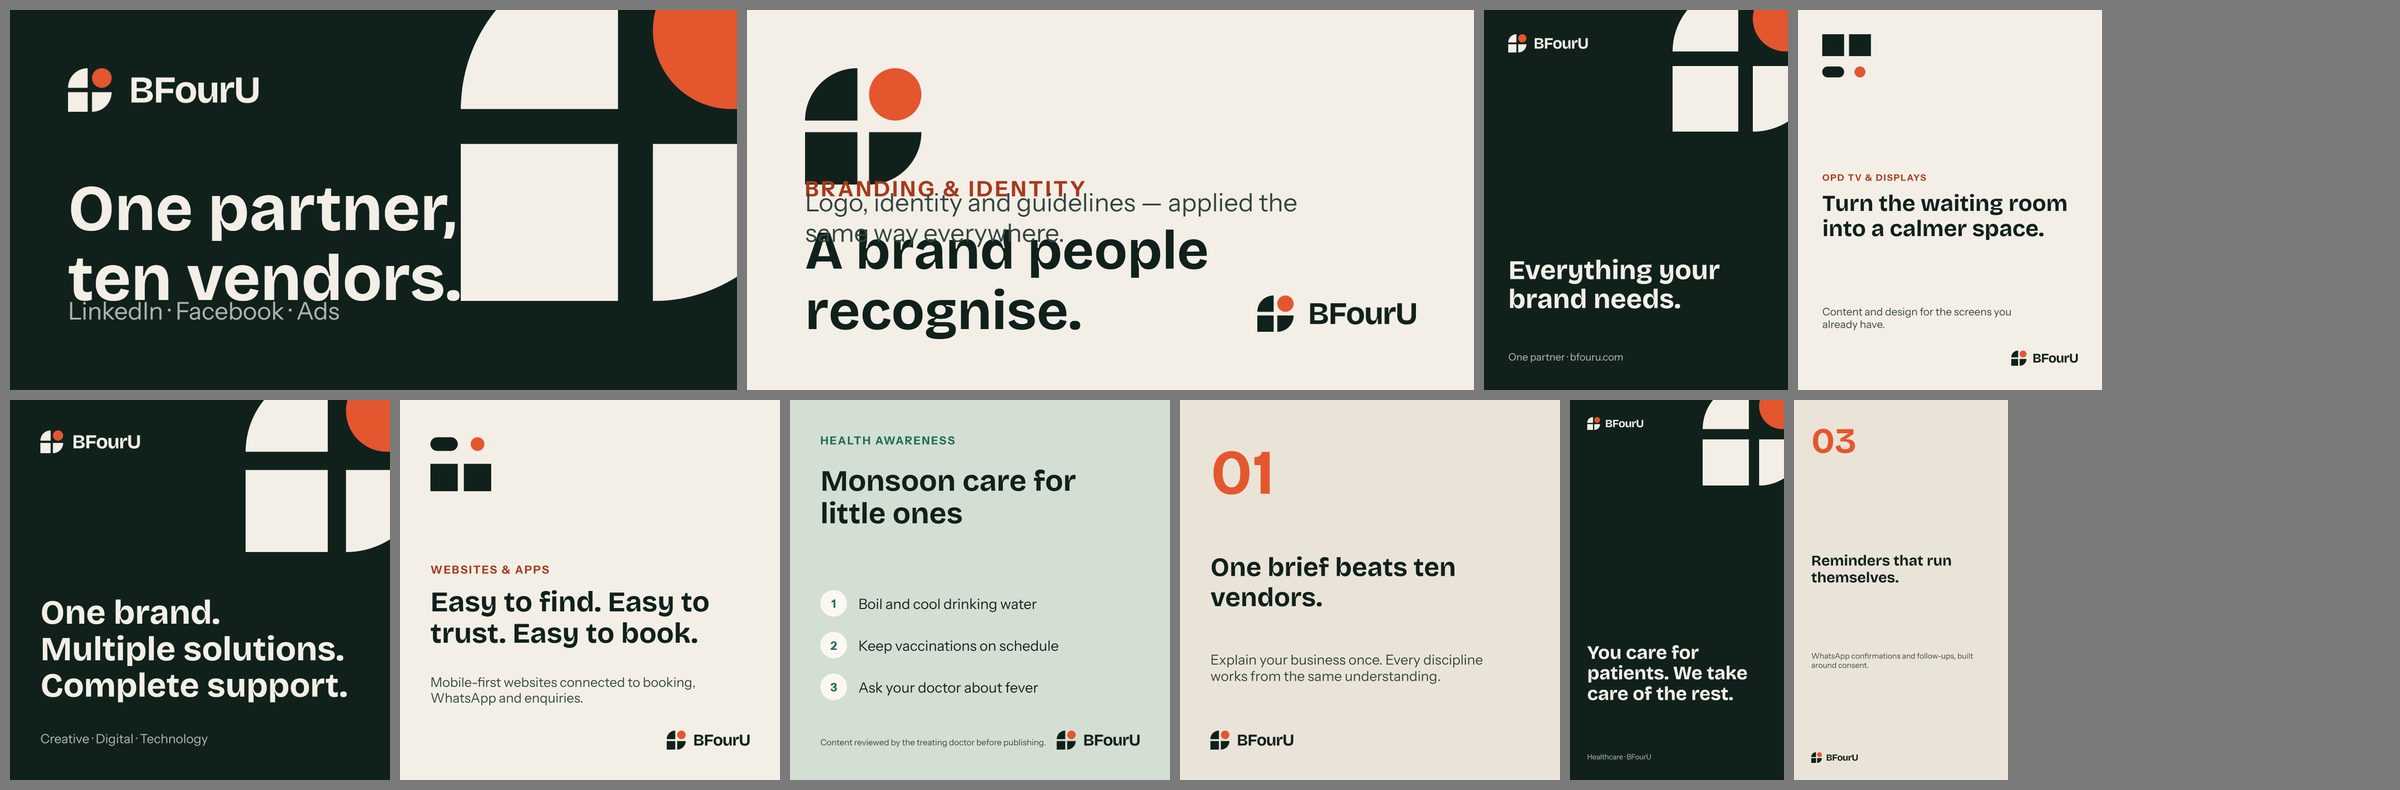 BFourU
One partner,
ten vendors.
LinkedIn · Facebook · Ads
BRANDING & IDENTITY
Logo, identity and guidelines — applied the
same way everywhere.
A brand people
recognise.
BFourU
BFourU
Everything your
brand needs.
One partner · bfouru.com
OPD TV & DISPLAYS
Turn the waiting room
into a calmer space.
Content and design for the screens you
already have.
BFourU
BFourU
One brand.
Multiple solutions.
Complete support.
Creative · Digital · Technology
WEBSITES & APPS
Easy to find. Easy to
trust. Easy to book.
Mobile-first websites connected to booking,
WhatsApp and enquiries.
BFourU
HEALTH AWARENESS
Monsoon care for
little ones
1 Boil and cool drinking water
2 Keep vaccinations on schedule
3 Ask your doctor about fever
Content reviewed by the treating doctor before publishing.
BFourU
01
One brief beats ten
vendors.
Explain your business once. Every discipline
works from the same understanding.
BFourU
BFourU
You care for
patients. We take
care of the rest.
Healthcare · BFourU
03
Reminders that run
themselves.
WhatsApp confirmations and follow-ups, built
around consent.
BFourU